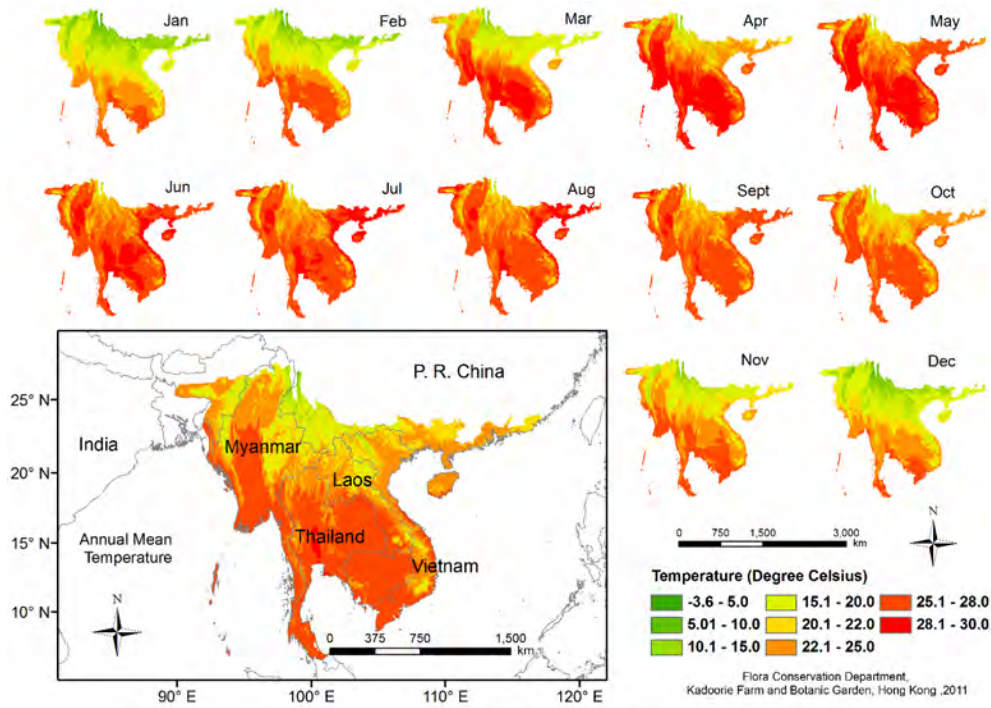 Jan
Feb
Mar
Apr
May
Jun
Jul
Aug
Sept
Oct
Nov
Dec
P. R. China
India
Myanmar
Laos
Thailand
Vietnam
Annual Mean
Temperature
25° N
20° N
15° N
10° N
90° E
100° E
110° E
120° E
N
0 375 750 1,500
km
N
0 750 1,500 3,000
km
Temperature (Degree Celsius)
-3.6 - 5.0 15.1 - 20.0 25.1 - 28.0
5.01 - 10.0 20.1 - 22.0 28.1 - 30.0
10.1 - 15.0 22.1 - 25.0
Flora Conservation Department,
Kadoorie Farm and Botanic Garden, Hong Kong ,2011